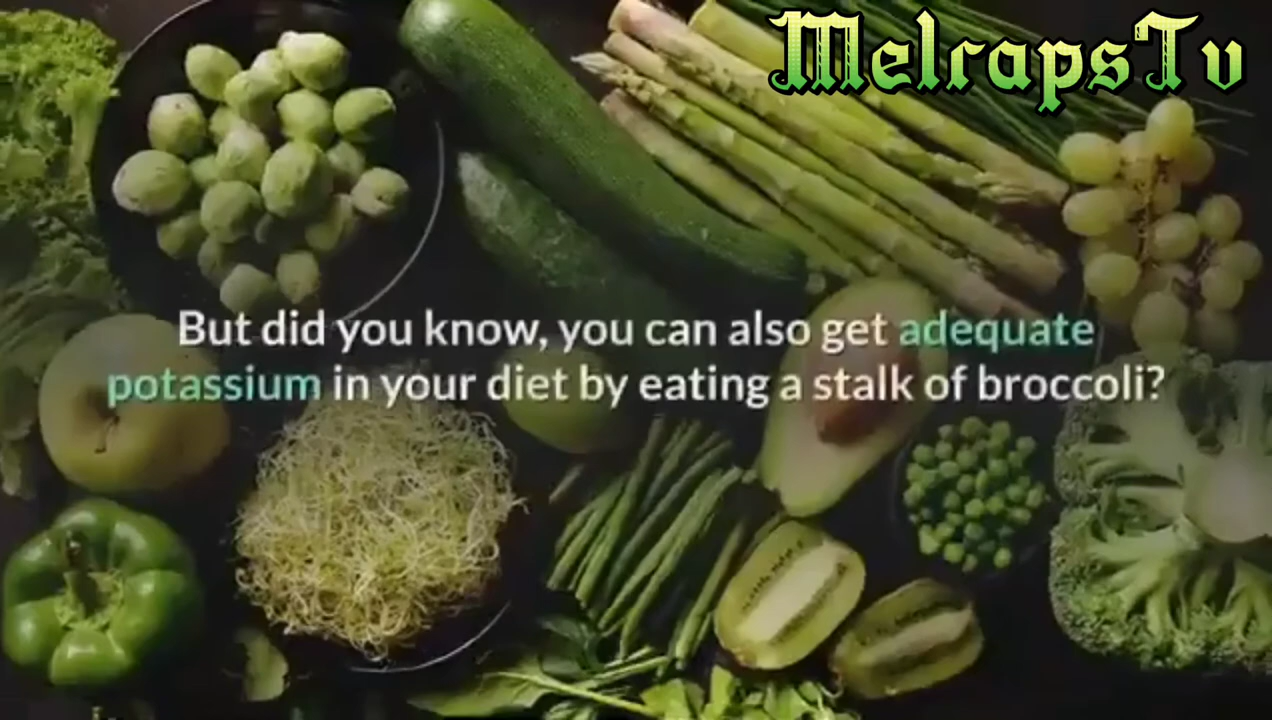 MelrapsTv
But did you know, you can also get adequate
potassium in your diet by eating a stalk of broccoli?